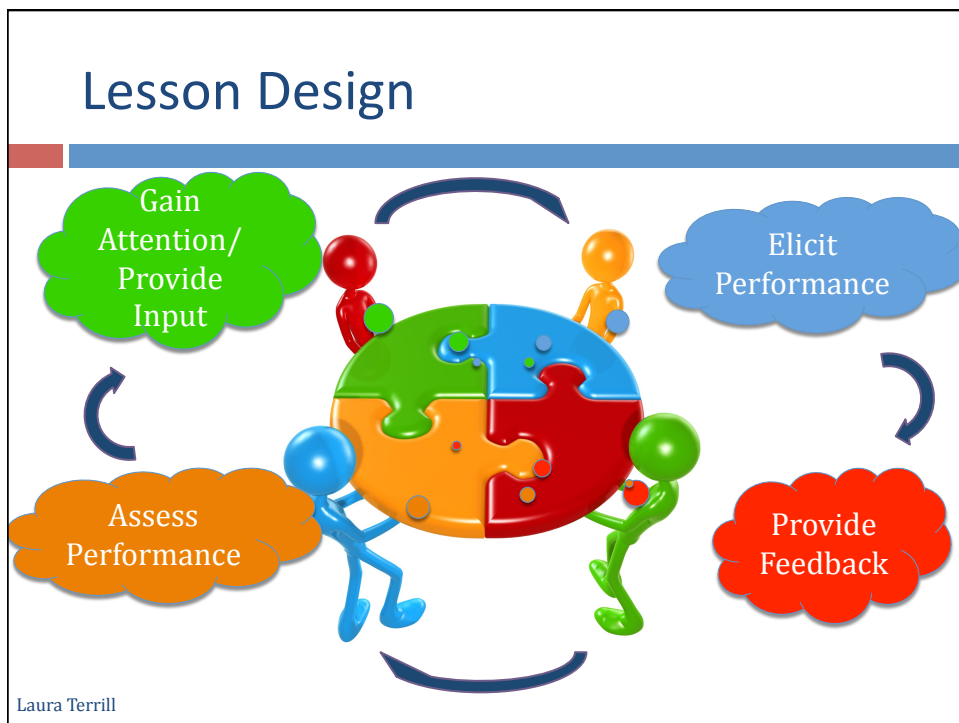 Lesson Design
Gain
Attention/
Provide
Input
Elicit
Performance
Assess
Performance
Provide
Feedback
Laura Terrill